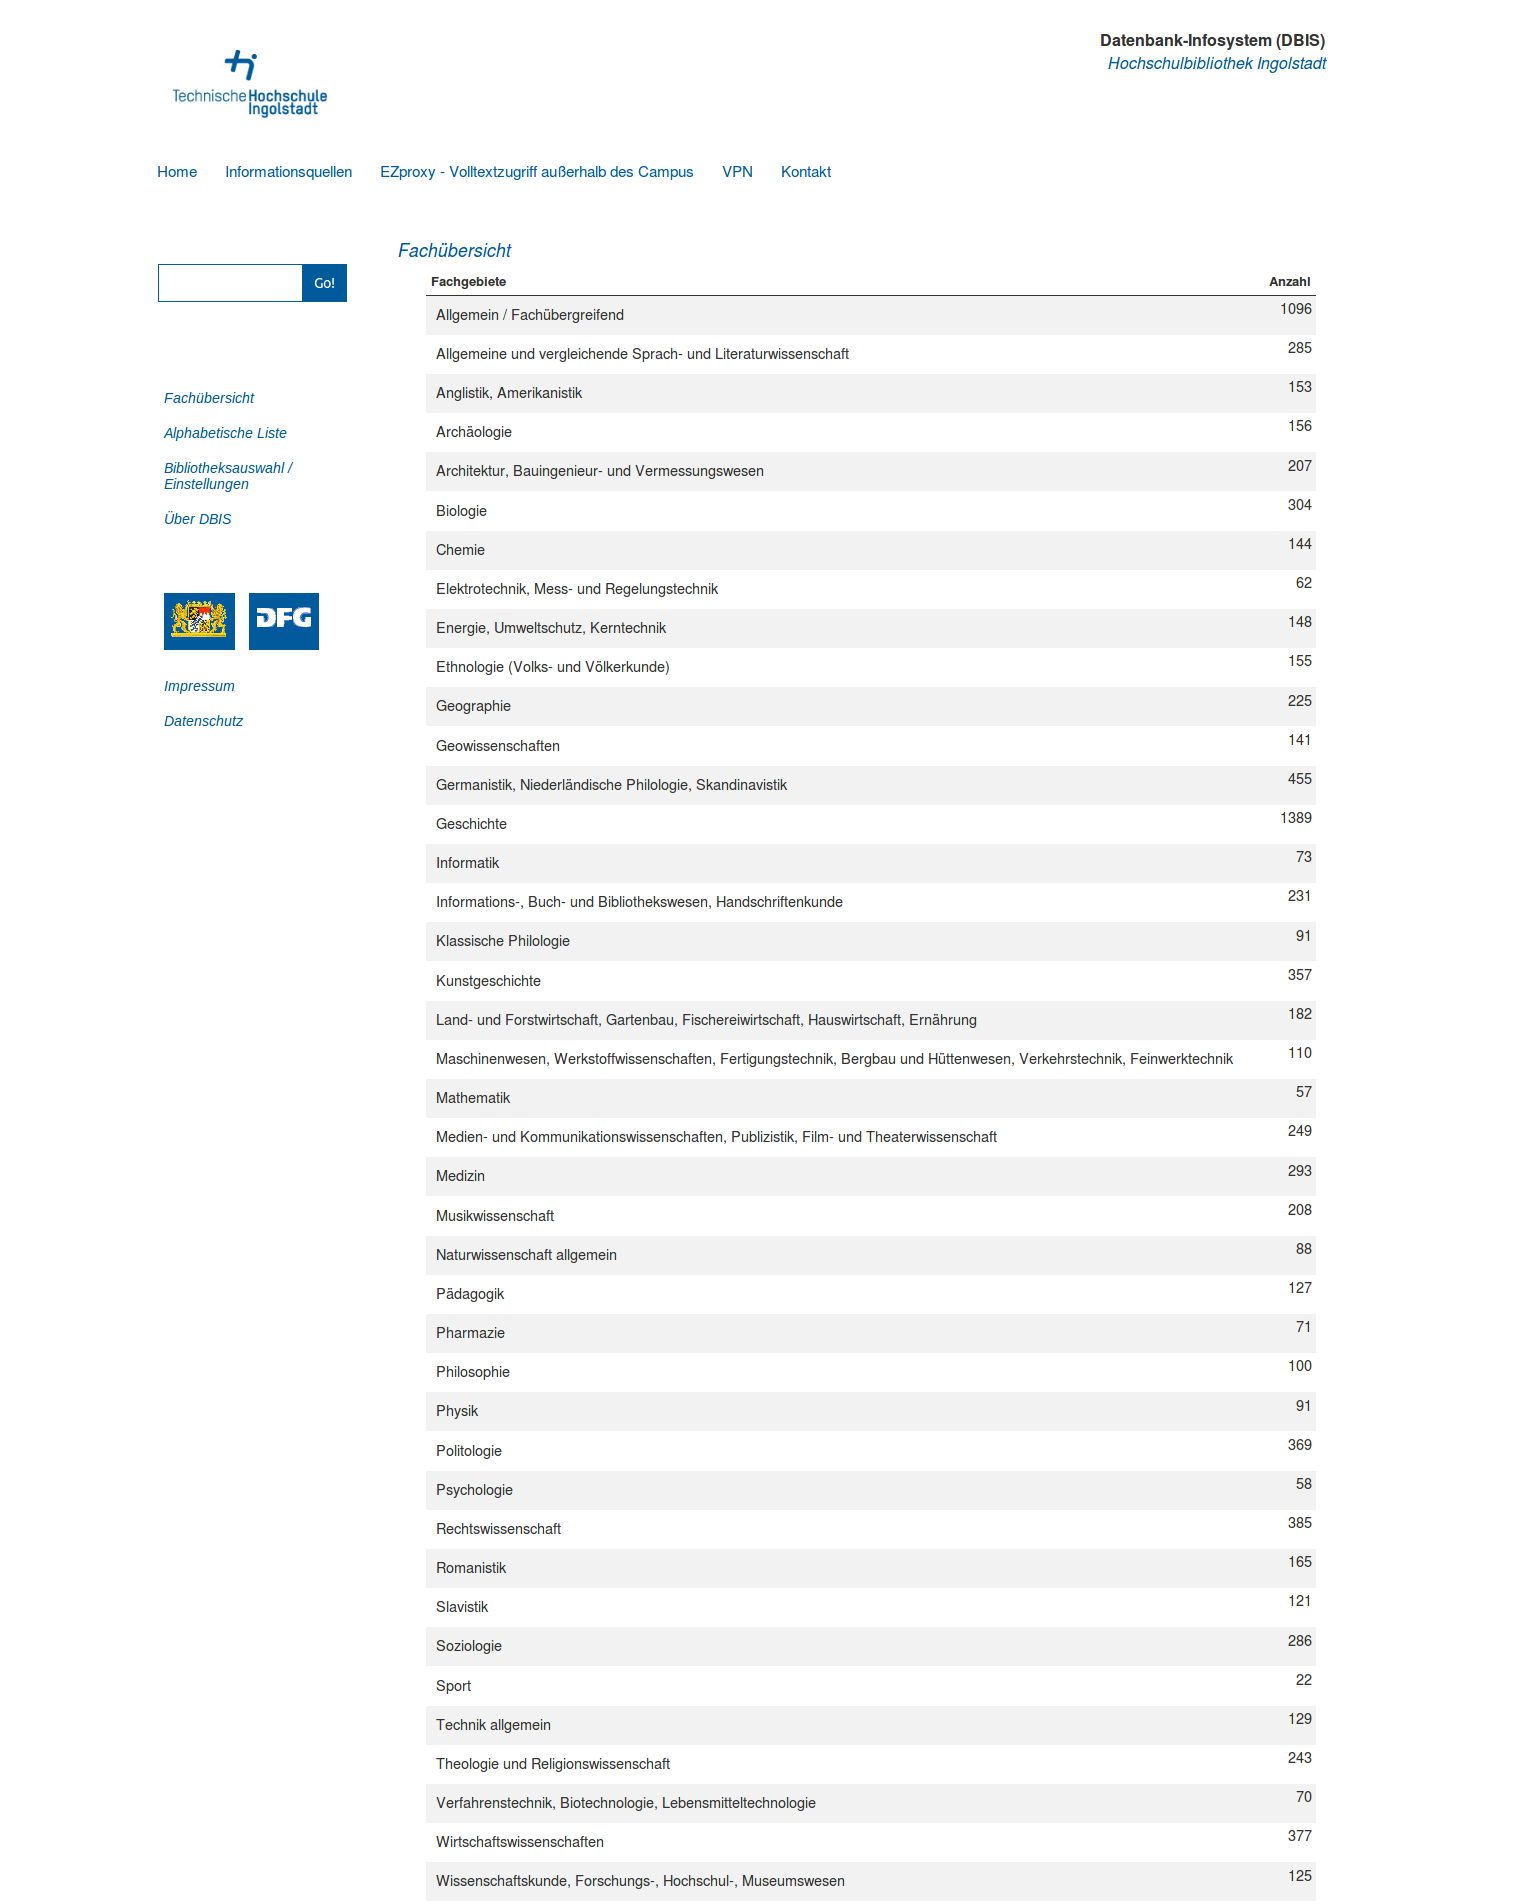 Datenbank-Infosystem (DBIS)
Hochschulbibliothek Ingolstadt
Technische Hochschule
Ingolstadt
Home Informationsquellen EZproxy - Volltextzugriff außerhalb des Campus VPN Kontakt
Go!
Fachübersicht
Alphabetische Liste
Bibliotheksauswahl /
Einstellungen
Über DBIS
DFG
Impressum
Datenschutz
Fachübersicht
Fachgebiete Anzahl
Allgemein / Fachübergreifend 1096
Allgemeine und vergleichende Sprach- und Literaturwissenschaft 285
Anglistik, Amerikanistik 153
Archäologie 156
Architektur, Bauingenieur- und Vermessungswesen 207
Biologie 304
Chemie 144
Elektrotechnik, Mess- und Regelungstechnik 62
Energie, Umweltschutz, Kerntechnik 148
Ethnologie (Volks- und Völkerkunde) 155
Geographie 225
Geowissenschaften 141
Germanistik, Niederländische Philologie, Skandinavistik 455
Geschichte 1389
Informatik 73
Informations-, Buch- und Bibliothekswesen, Handschriftenkunde 231
Klassische Philologie 91
Kunstgeschichte 357
Land- und Forstwirtschaft, Gartenbau, Fischereiwirtschaft, Hauswirtschaft, Ernährung 182
Maschinenwesen, Werkstoffwissenschaften, Fertigungstechnik, Bergbau und Hüttenwesen, Verkehrstechnik, Feinwerktechnik 110
Mathematik 57
Medien- und Kommunikationswissenschaften, Publizistik, Film- und Theaterwissenschaft 249
Medizin 293
Musikwissenschaft 208
Naturwissenschaft allgemein 88
Pädagogik 127
Pharmazie 71
Philosophie 100
Physik 91
Politologie 369
Psychologie 58
Rechtswissenschaft 385
Romanistik 165
Slavistik 121
Soziologie 286
Sport 22
Technik allgemein 129
Theologie und Religionswissenschaft 243
Verfahrenstechnik, Biotechnologie, Lebensmitteltechnologie 70
Wirtschaftswissenschaften 377
Wissenschaftskunde, Forschungs-, Hochschul-, Museumswesen 125